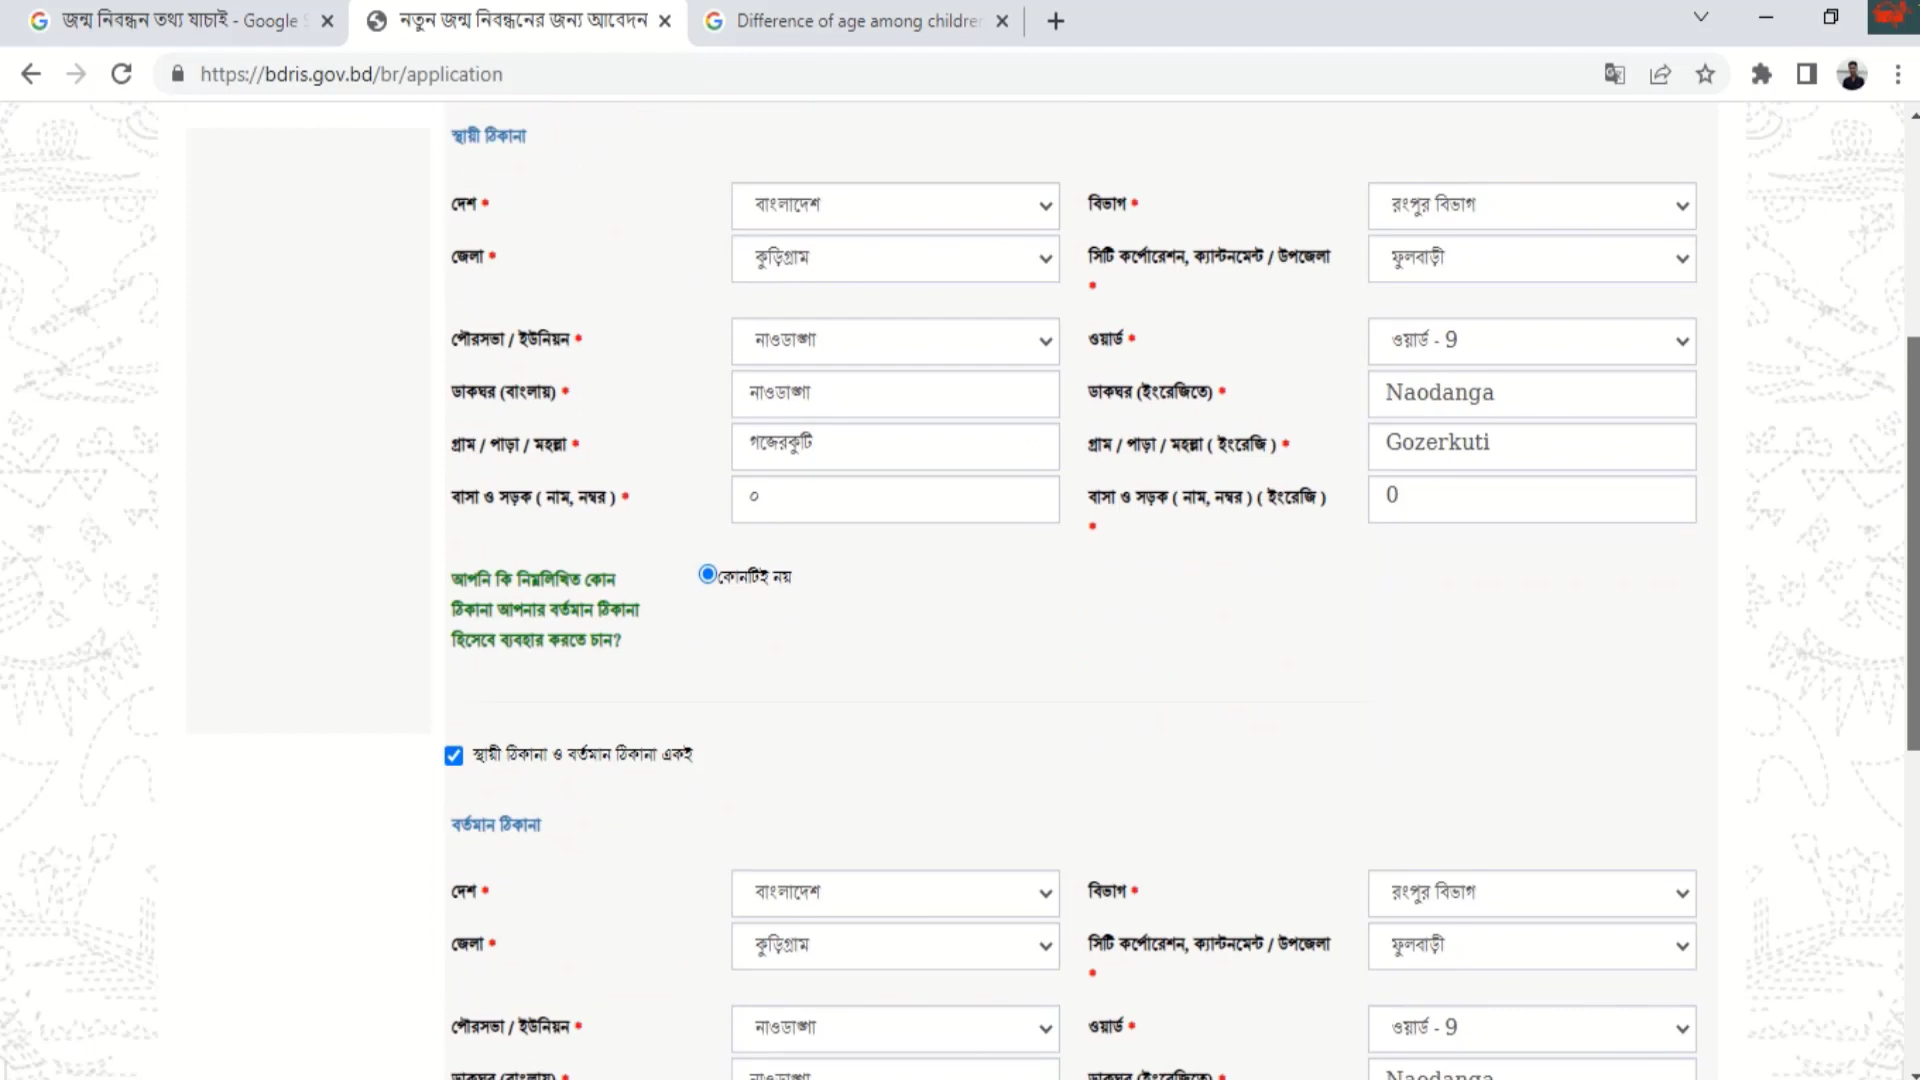 জন্ম নিবন্ধন তথ্য যাচাই - Google S
নতুন জন্ম নিবন্ধনের জন্য আবেদন
Difference of age among childre
https://bdris.gov.bd/br/application
স্থায়ী ঠিকানা
দেশ * বাংলাদেশ বিভাগ * রংপুর বিভাগ
জেলা * কুড়িগ্রাম সিটি কর্পোরেশন, ক্যান্টনমেন্ট / উপজেলা * ফুলবাড়ী
পৌরসভা / ইউনিয়ন * নাওডাঙ্গা ওয়ার্ড * ওয়ার্ড - 9
ডাকঘর (বাংলায়) * নাওডাঙ্গা ডাকঘর (ইংরেজিতে) * Naodanga
গ্রাম / পাড়া / মহল্লা * গজেরকুটি গ্রাম / পাড়া / মহল্লা ( ইংরেজি ) * Gozerkuti
বাসা ও সড়ক ( নাম, নম্বর ) * ০ বাসা ও সড়ক ( নাম, নম্বর ) ( ইংরেজি ) * 0
আপনি কি নিম্নলিখিত কোন কোনটিই নয়
ঠিকানা আপনার বর্তমান ঠিকানা
হিসেবে ব্যবহার করতে চান?
স্থায়ী ঠিকানা ও বর্তমান ঠিকানা একই
বর্তমান ঠিকানা
দেশ * বাংলাদেশ বিভাগ * রংপুর বিভাগ
জেলা * কুড়িগ্রাম সিটি কর্পোরেশন, ক্যান্টনমেন্ট / উপজেলা * ফুলবাড়ী
পৌরসভা / ইউনিয়ন * নাওডাঙ্গা ওয়ার্ড * ওয়ার্ড - 9
ডাকঘর (বাংলায়) * নাওডাঙ্গা ডাকঘর (ইংরেজিতে) * Naodanga